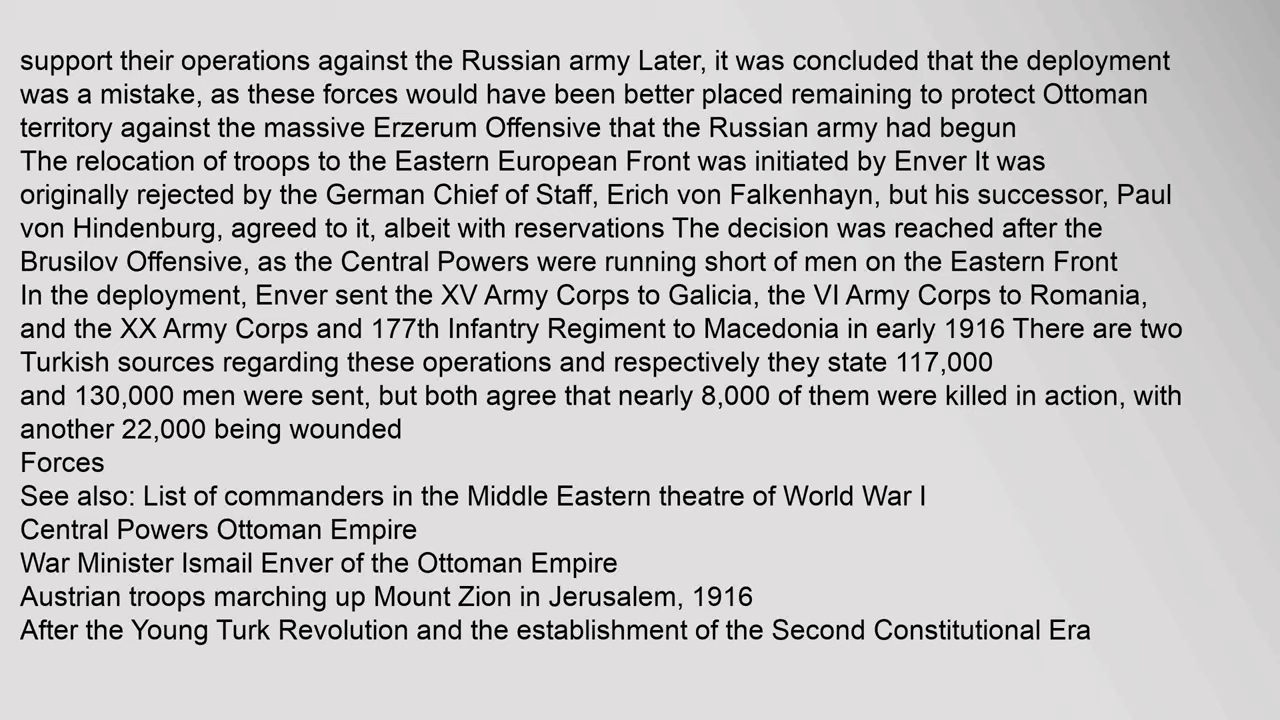 support their operations against the Russian army Later, it was concluded that the deployment
was a mistake, as these forces would have been better placed remaining to protect Ottoman
territory against the massive Erzerum Offensive that the Russian army had begun
The relocation of troops to the Eastern European Front was initiated by Enver It was
originally rejected by the German Chief of Staff, Erich von Falkenhayn, but his successor, Paul
von Hindenburg, agreed to it, albeit with reservations The decision was reached after the
Brusilov Offensive, as the Central Powers were running short of men on the Eastern Front
In the deployment, Enver sent the XV Army Corps to Galicia, the VI Army Corps to Romania,
and the XX Army Corps and 177th Infantry Regiment to Macedonia in early 1916 There are two
Turkish sources regarding these operations and respectively they state 117,000
and 130,000 men were sent, but both agree that nearly 8,000 of them were killed in action, with
another 22,000 being wounded
Forces
See also: List of commanders in the Middle Eastern theatre of World War I
Central Powers Ottoman Empire
War Minister Ismail Enver of the Ottoman Empire
Austrian troops marching up Mount Zion in Jerusalem, 1916
After the Young Turk Revolution and the establishment of the Second Constitutional Era